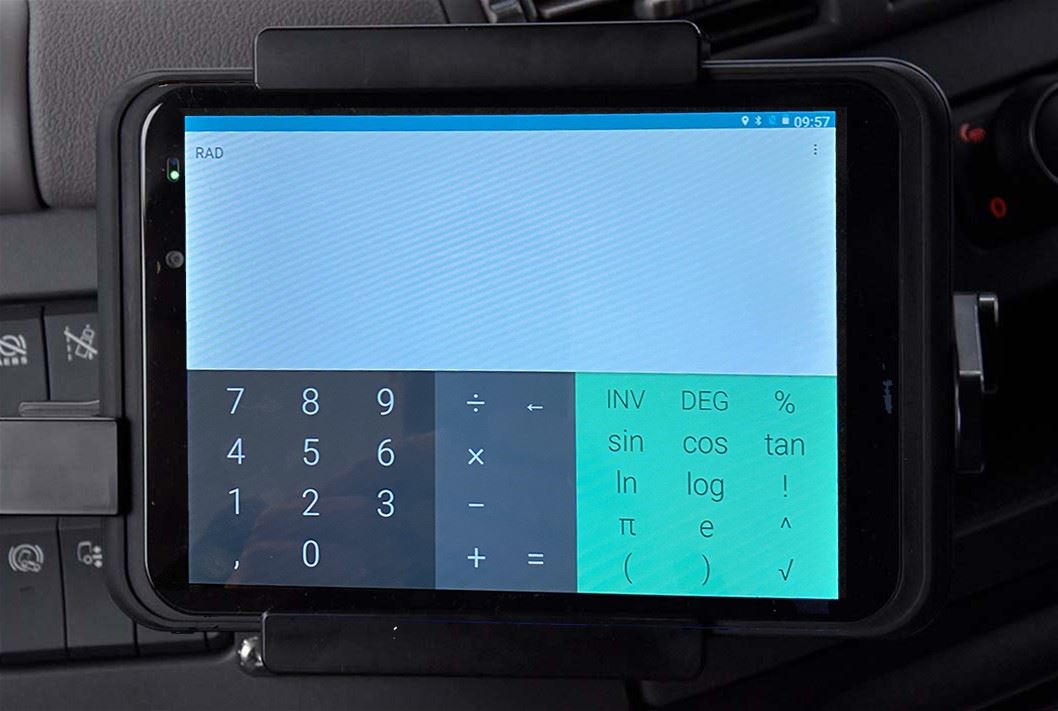 09:57
RAD
7 8 9 ÷ ← INV DEG %
4 5 6 × sin cos tan
1 2 3 − ln log !
, 0 + = π e ^
( ) √